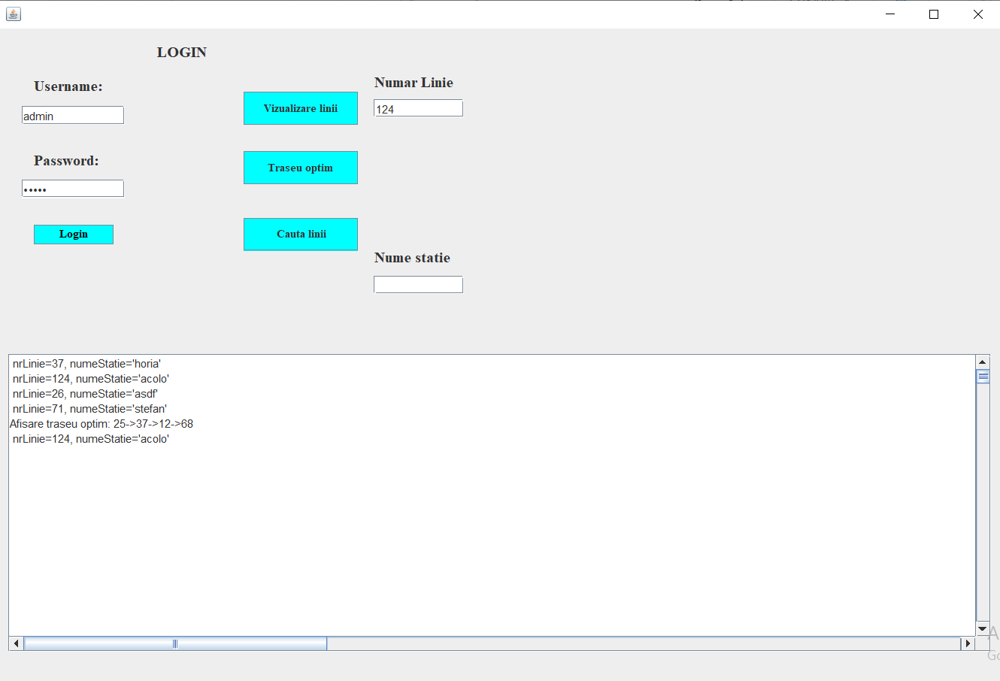 LOGIN
Username:
admin
Password:
•••••
Login
Vizualizare linii
Traseu optim
Cauta linii
Numar Linie
124
Nume statie
nrLinie=37, numeStatie='horia'
nrLinie=124, numeStatie='acolo'
nrLinie=26, numeStatie='asdf'
nrLinie=71, numeStatie='stefan'
Afisare traseu optim: 25->37->12->68
nrLinie=124, numeStatie='acolo'